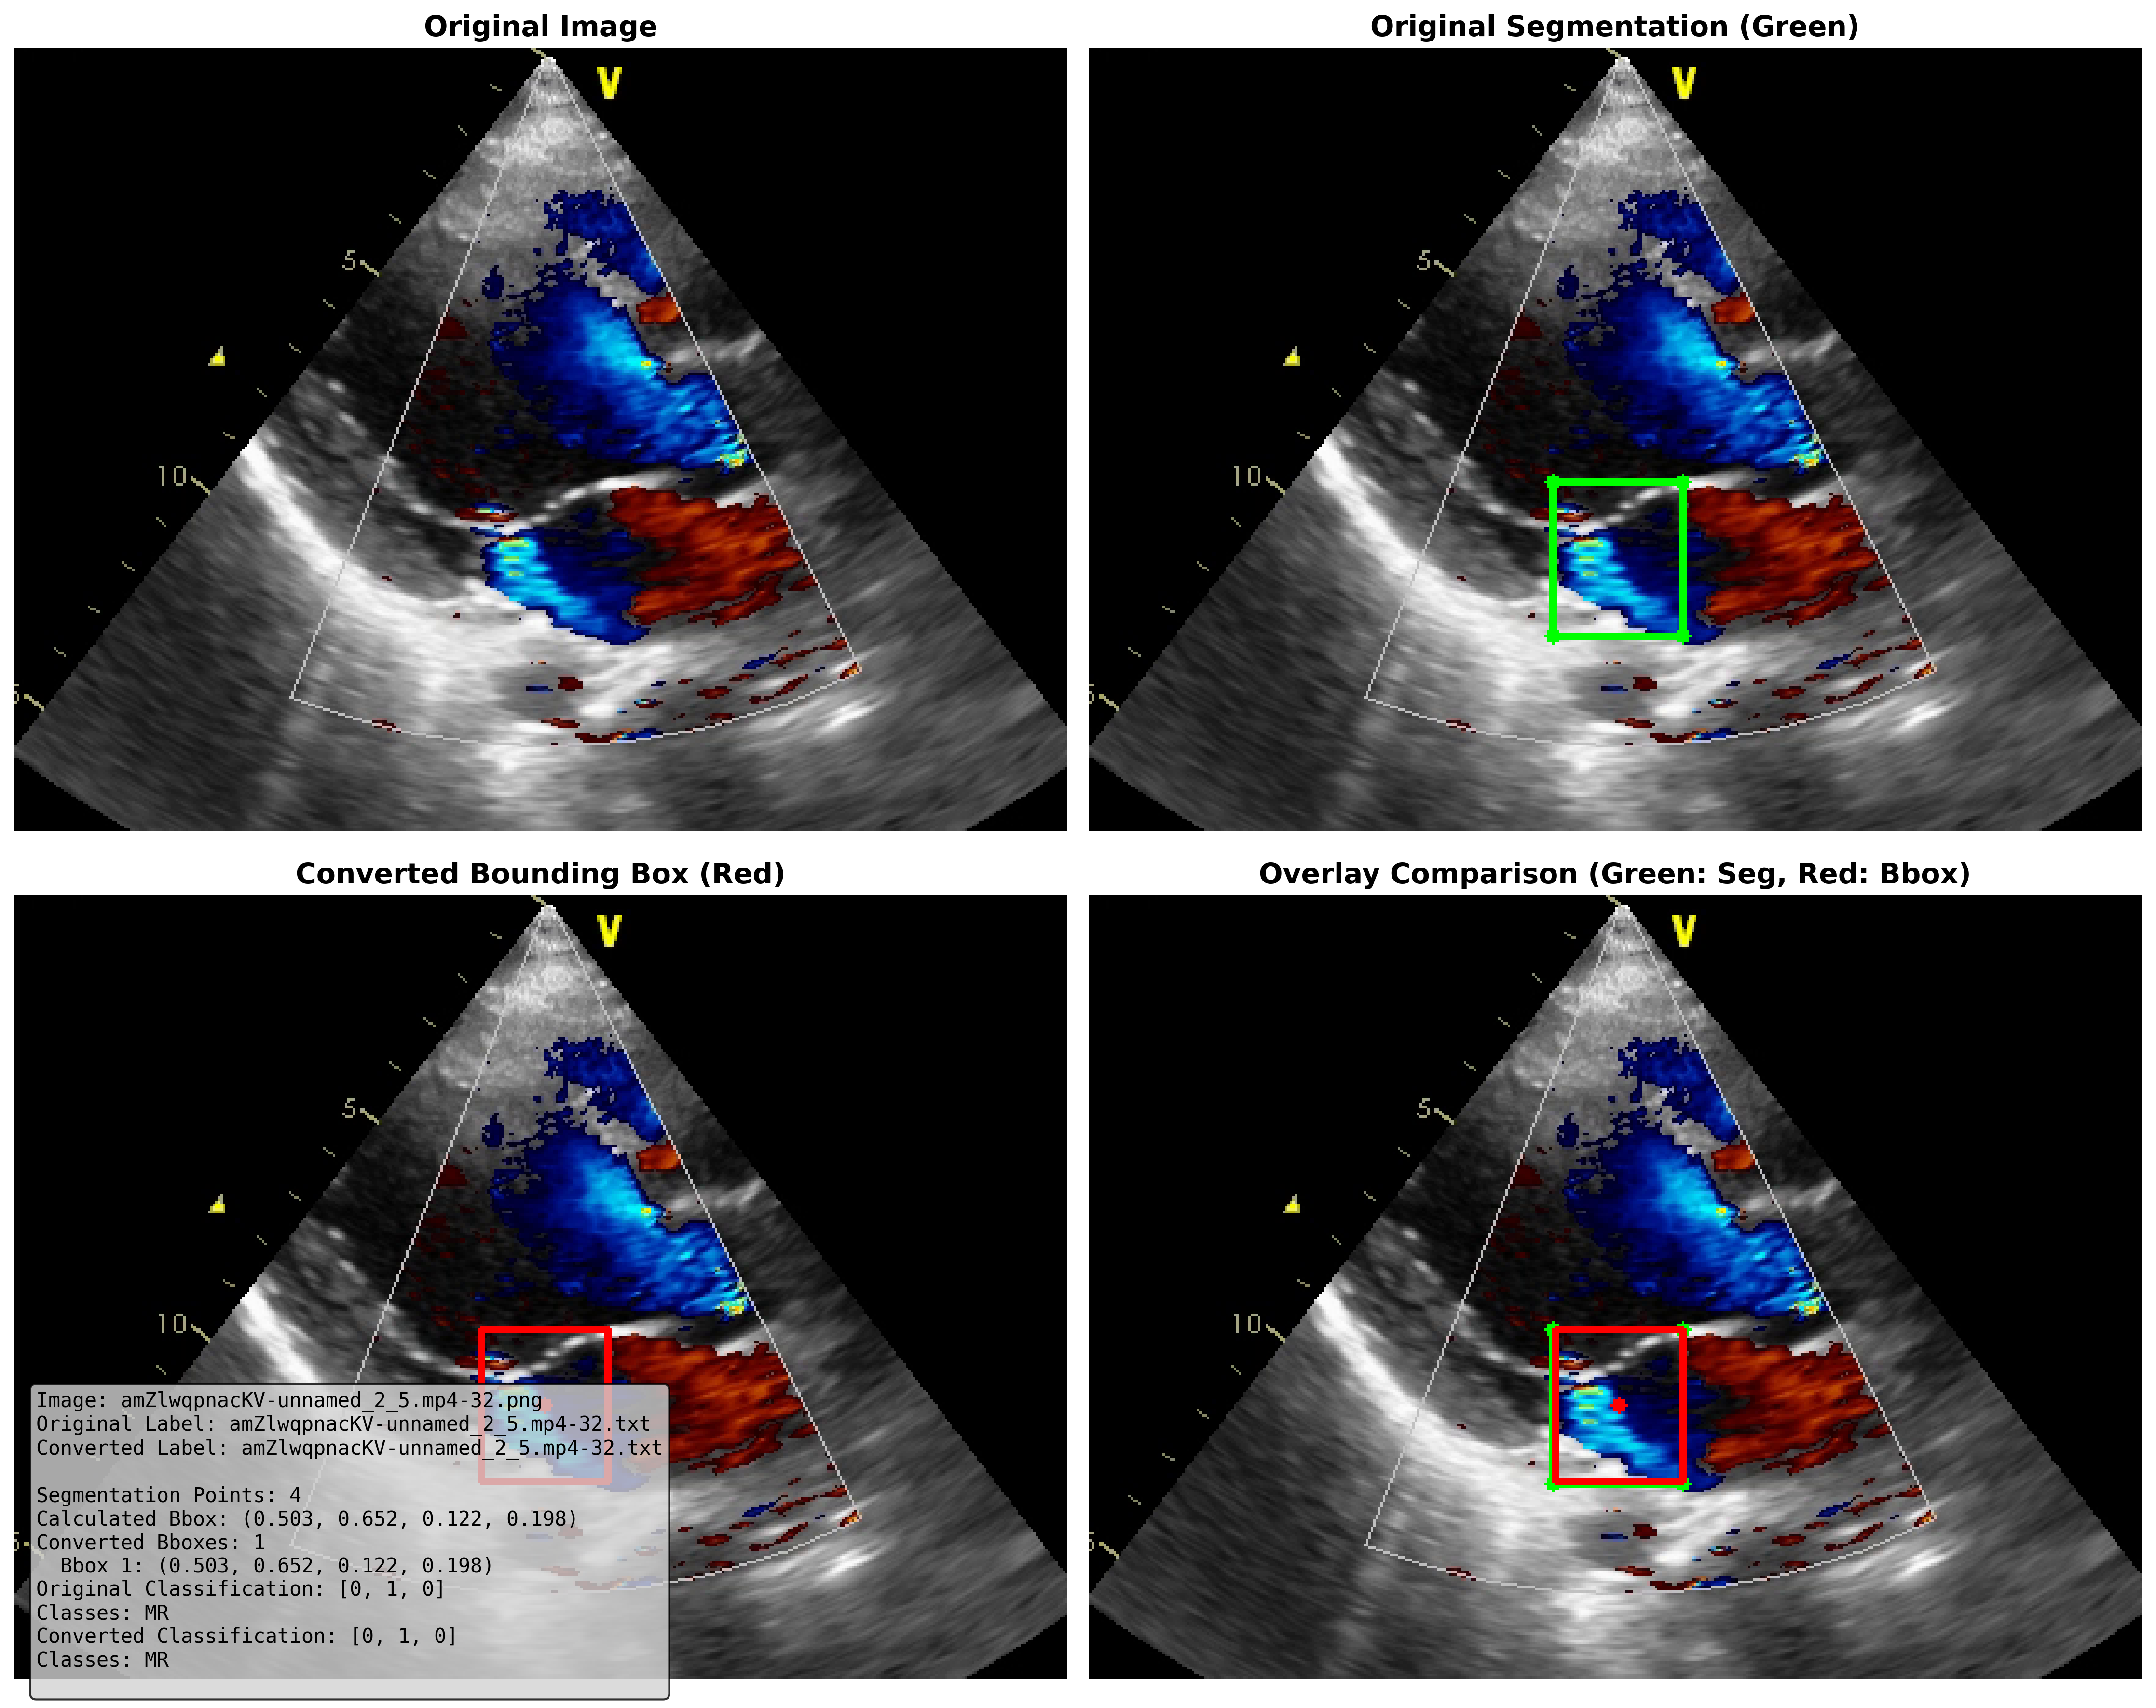 Original Image
V
5
10
Original Segmentation (Green)
V
5
10
Converted Bounding Box (Red)
V
5
10
Image: amZlwqpnacKV-unnamed_2_5.mp4-32.png
Original Label: amZlwqpnacKV-unnamed_2_5.mp4-32.txt
Converted Label: amZlwqpnacKV-unnamed_2_5.mp4-32.txt
Segmentation Points: 4
Calculated Bbox: (0.503, 0.652, 0.122, 0.198)
Converted Bboxes: 1
Bbox 1: (0.503, 0.652, 0.122, 0.198)
Original Classification: [0, 1, 0]
Classes: MR
Converted Classification: [0, 1, 0]
Classes: MR
Overlay Comparison (Green: Seg, Red: Bbox)
V
5
10